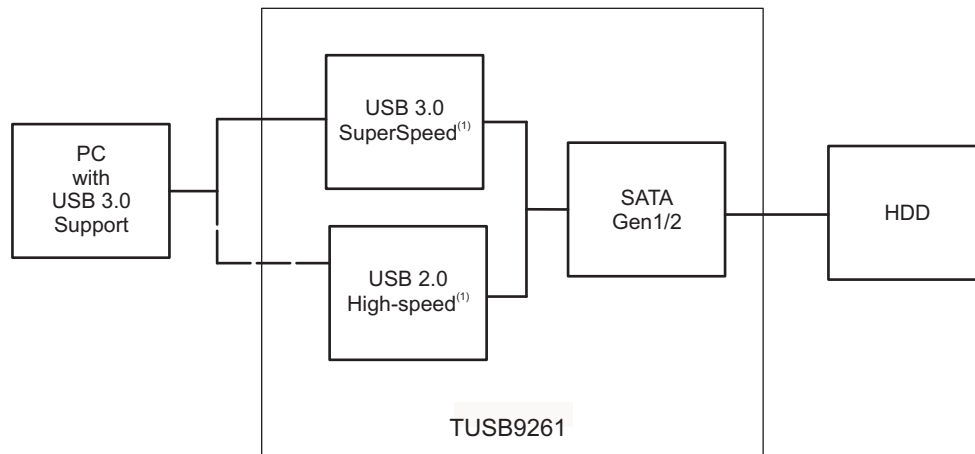 PC
with
USB 3.0
Support
USB 3.0
SuperSpeed(1)
USB 2.0
High-speed(1)
SATA
Gen1/2
HDD
TUSB9261